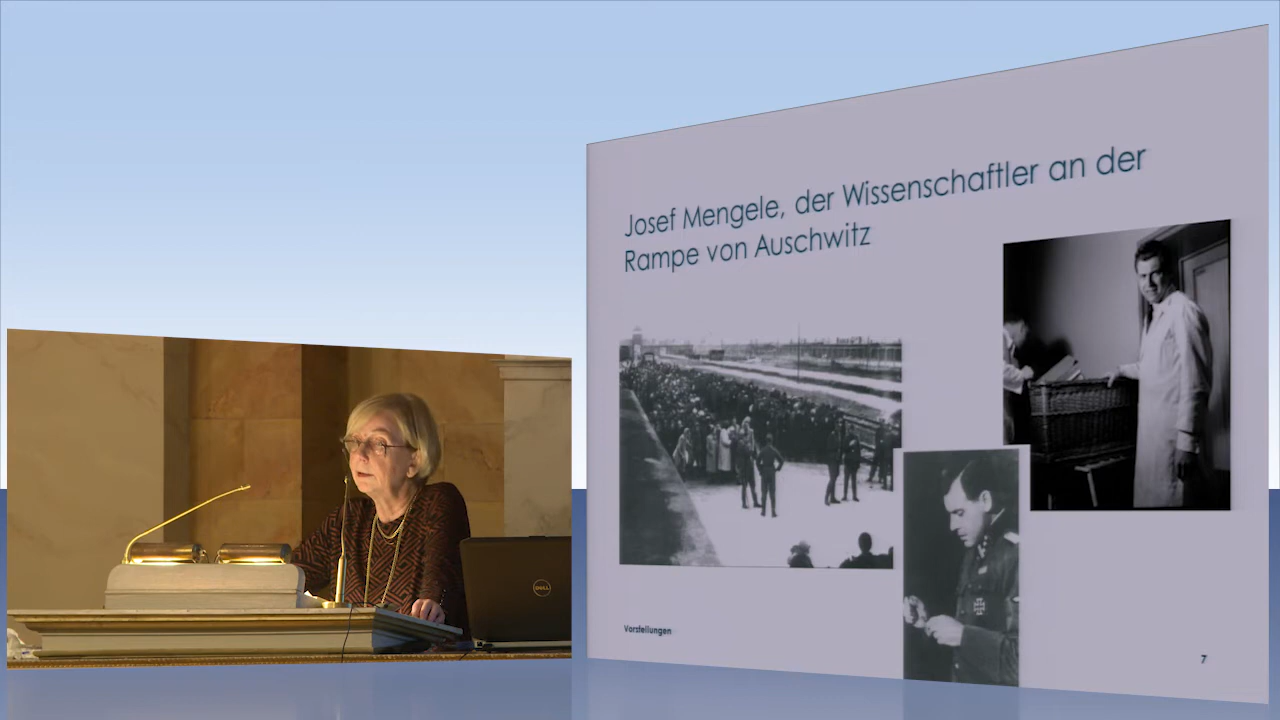 Josef Mengele, der Wissenschaftler an der
Rampe von Auschwitz
Vorstellungen
7
DELL